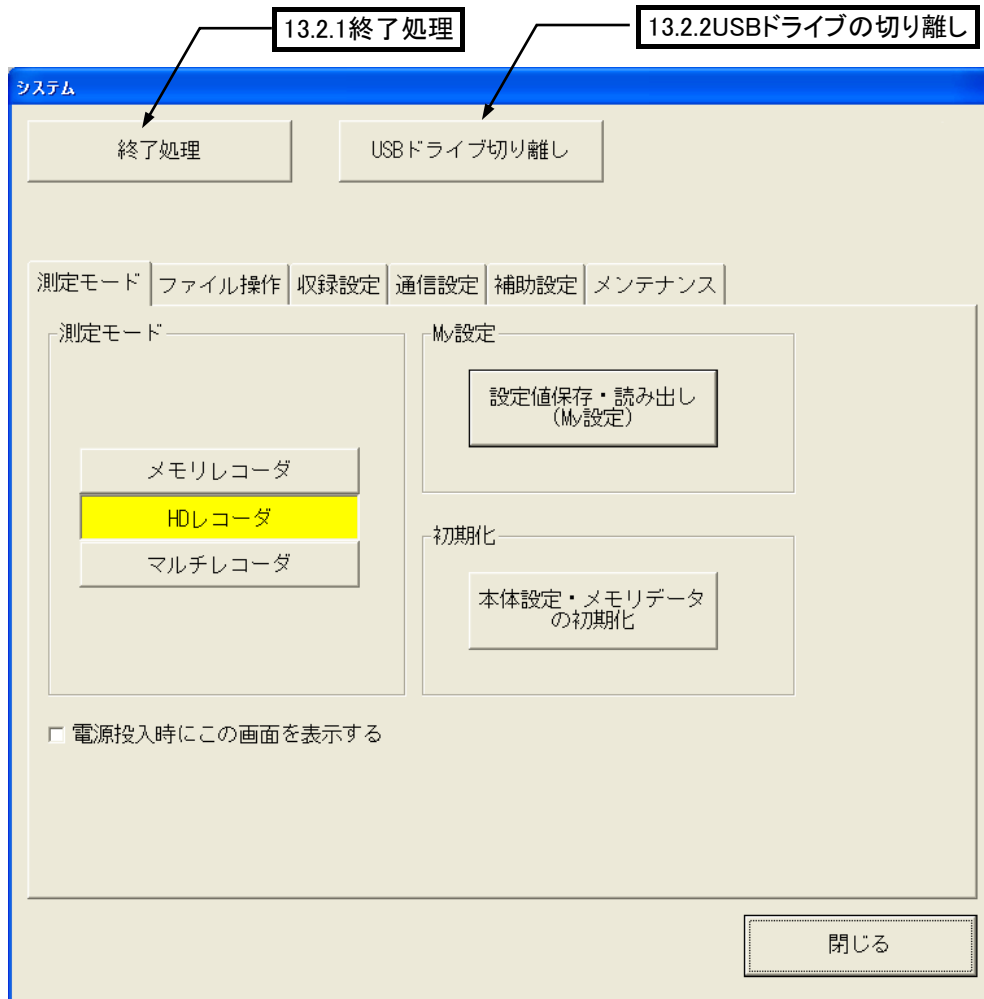 13.2.1終了処理
13.2.2USBドライブの切り離し
システム
終了処理
USBドライブ切り離し
測定モード
ファイル操作
収録設定
通信設定
補助設定
メンテナンス
測定モード
メモリレコーダ
HDレコーダ
マルチレコーダ
My設定
設定値保存・読み出し
(My設定)
初期化
本体設定・メモリデータ
の初期化
電源投入時にこの画面を表示する
閉じる